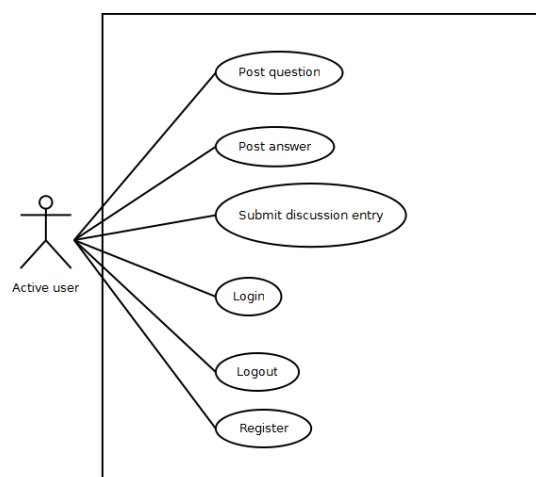 Post question
Post answer
Submit discussion entry
Active user
Login
Logout
Register